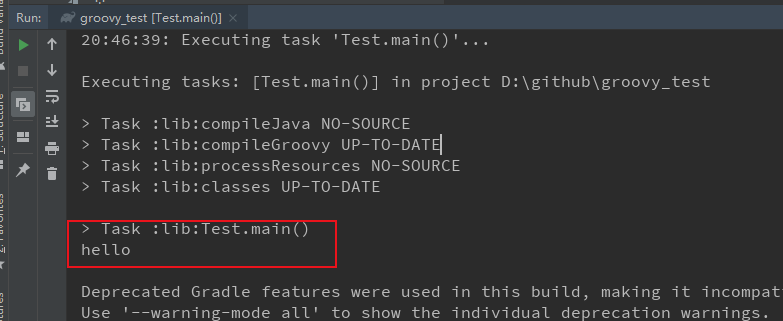 Run: groovy_test [Test.main()]
20:46:39: Executing task 'Test.main()'...
Executing tasks: [Test.main()] in project D:\github\groovy_test
> Task :lib:compileJava NO-SOURCE
> Task :lib:compileGroovy UP-TO-DATE
> Task :lib:processResources NO-SOURCE
> Task :lib:classes UP-TO-DATE
> Task :lib:Test.main()
hello
Deprecated Gradle features were used in this build, making it incompat
Use '--warning-mode all' to show the individual deprecation warnings.